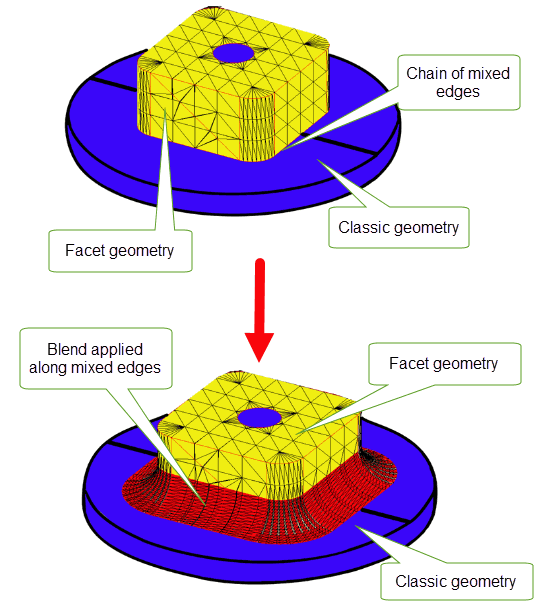 Chain of mixed
edges
Classic geometry
Facet geometry
Blend applied
along mixed edges
Facet geometry
Classic geometry